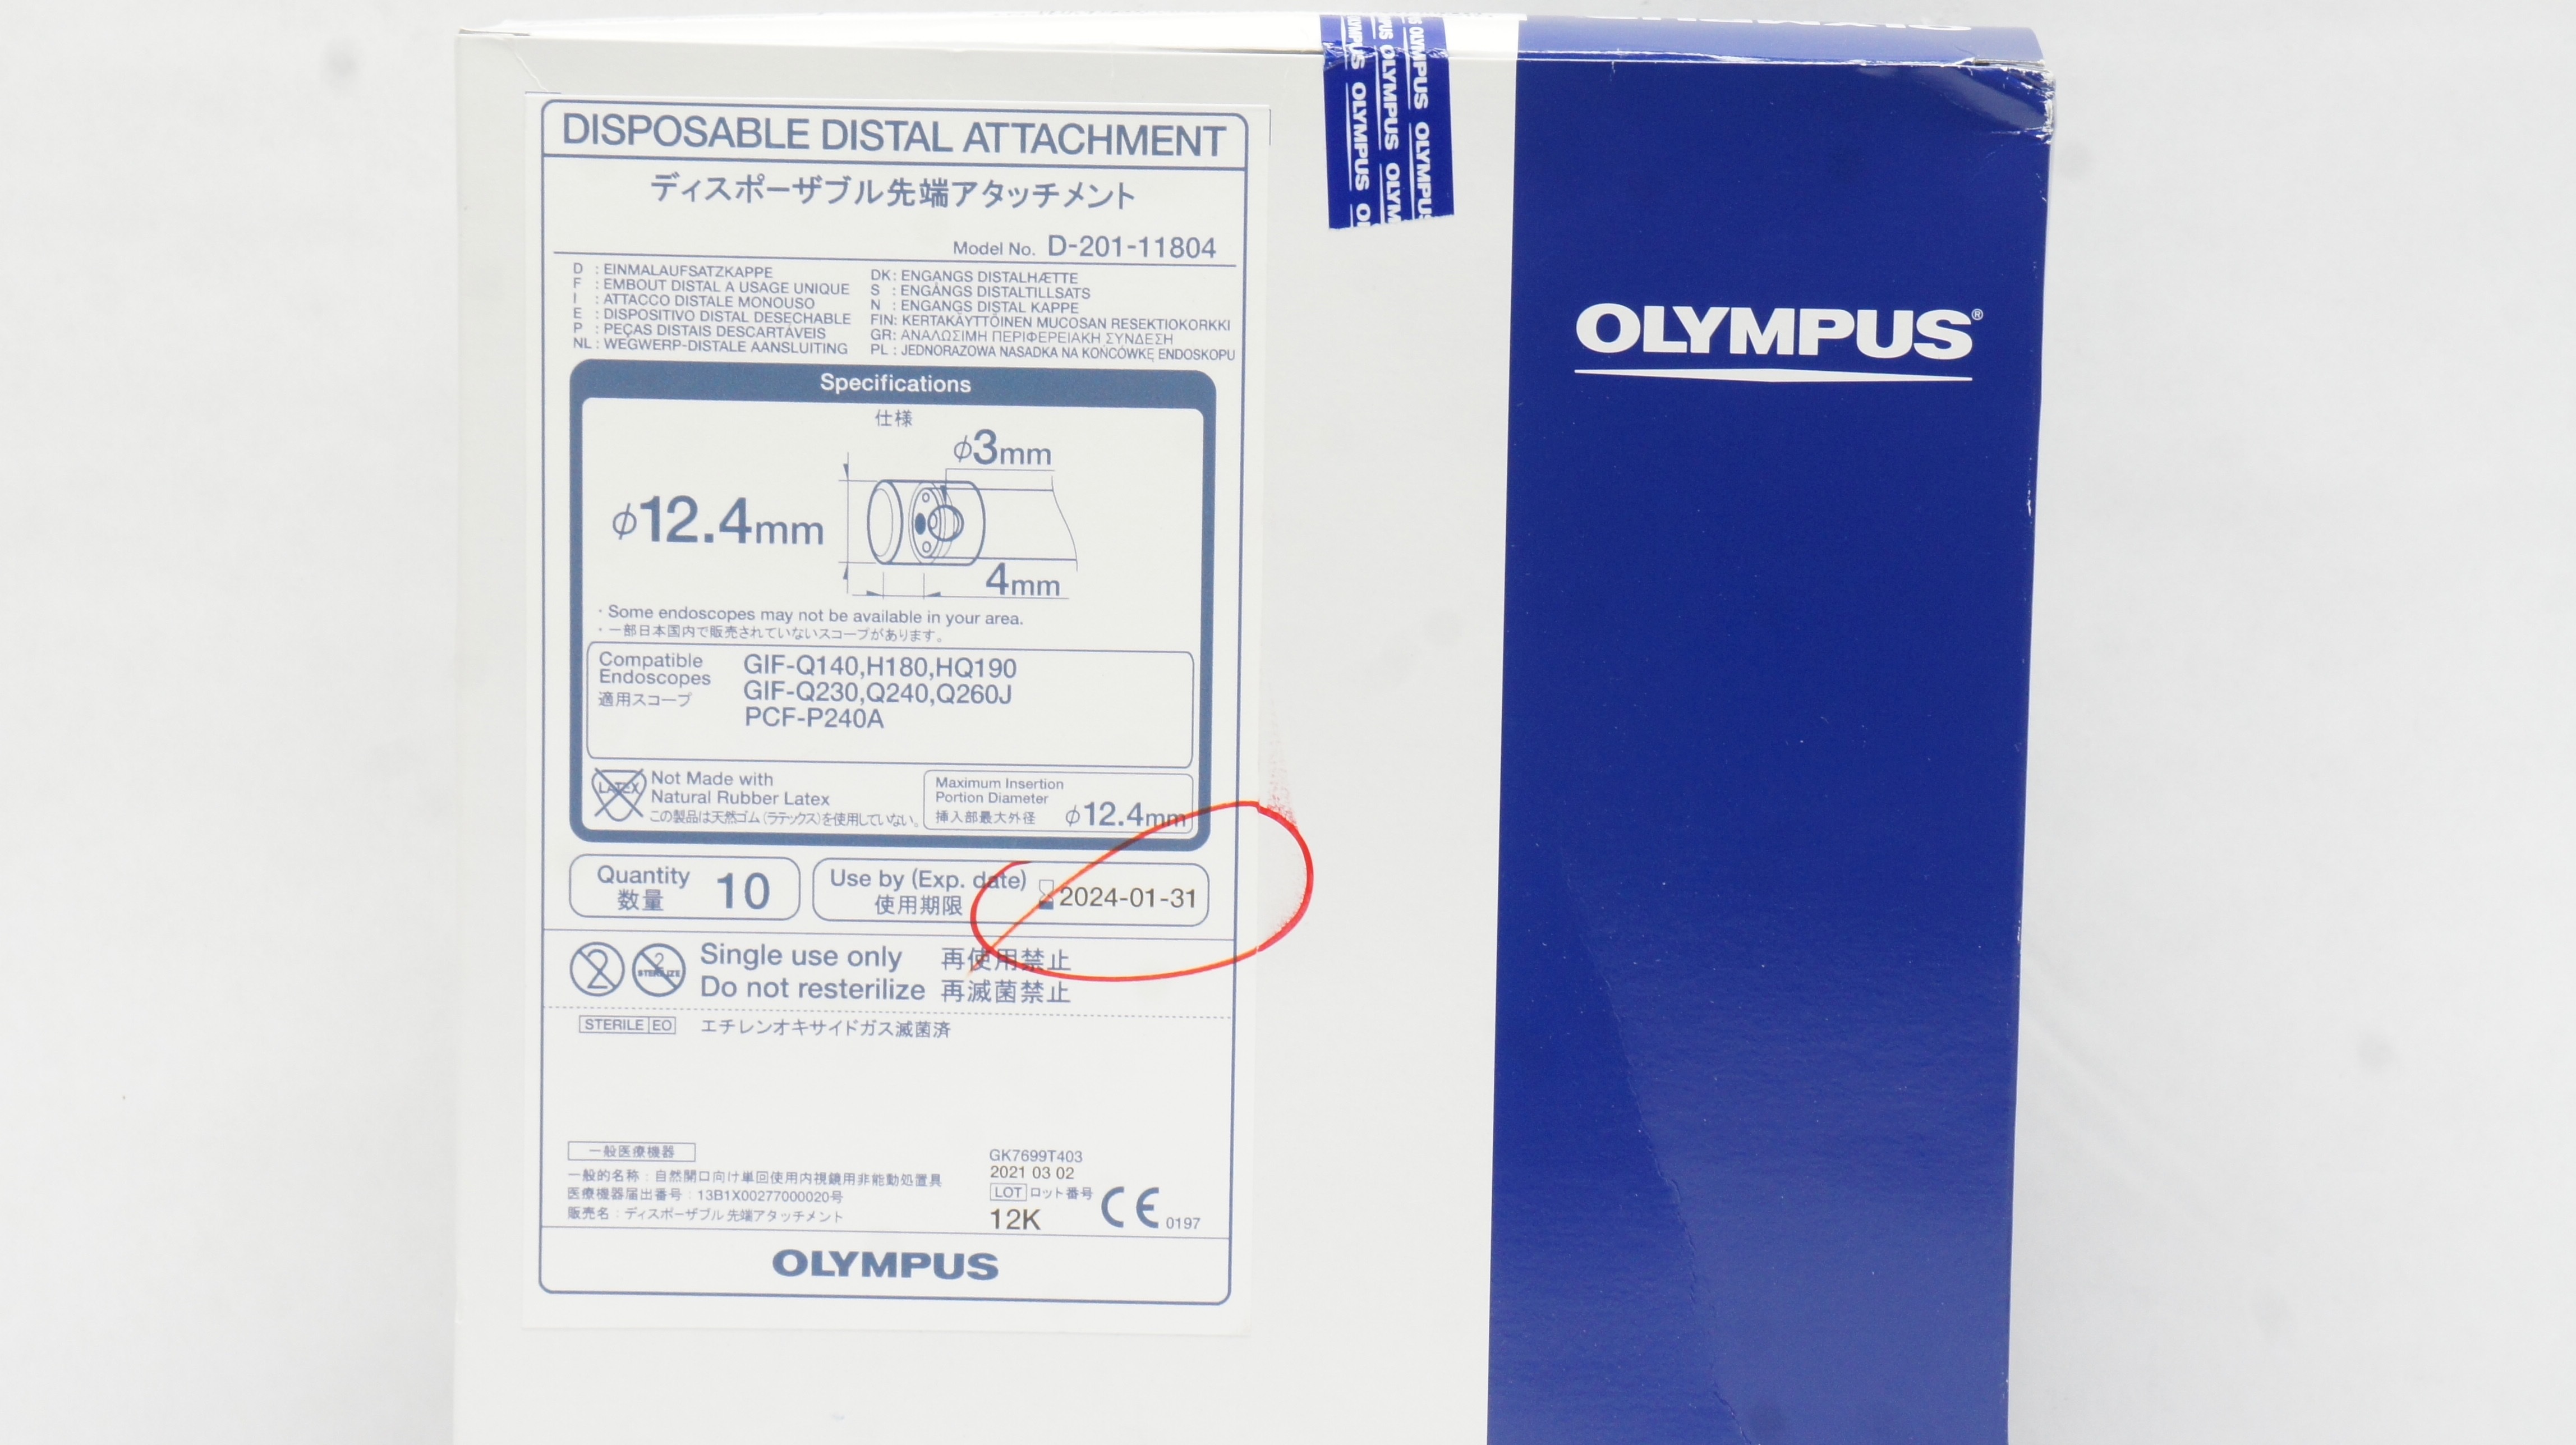 DISPOSABLE DISTAL ATTACHMENT
ディスポーザブル先端アタッチメント
Model No. D-201-11804
D : EINMALAUFSATZKAPPE
F : EMBOUT DISTAL A USAGE UNIQUE
I : ATTACCO DISTALE MONOUSO
E : DISPOSITIVO DISTAL DESECHABLE
P : PEÇAS DISTAIS DESCARTÁVEIS
NL : WEGWERP-DISTALE AANSLUITING
DK : ENGANGS DISTALHÆTTE
S : ENGÅNGS DISTALTILLSATS
N : ENGANGS DISTAL KAPPE
FIN: KERTAKÄYTTÖINEN MUCOSAN RESEKTIOKORKKI
GR: ΑΝΑΛΩΣΙΜΗ ΠΕΡΙΦΕΡΕΙΑΚΗ ΣΥΝΔΕΣΗ
PL : JEDNORAZOWA NASADKA NA KOŃCÓWKĘ ENDOSKOPU
Specifications
仕様
φ3mm
φ12.4mm
4mm
・Some endoscopes may not be available in your area.
・一部日本国内で販売されていないスコープがあります。
Compatible Endoscopes
適用スコープ
GIF-Q140,H180,HQ190
GIF-Q230,Q240,Q260J
PCF-P240A
LATEX
Not Made with
Natural Rubber Latex
この製品は天然ゴム(ラテックス)を使用していない。
Maximum Insertion
Portion Diameter
挿入部最大外径 φ12.4mm
Quantity
数量 10
Use by (Exp. date)
使用期限 2024-01-31
2
2 STERILIZE
Single use only 再使用禁止
Do not resterilize 再滅菌禁止
STERILE EO エチレンオキサイドガス滅菌済
一般医療機器
一般的名称：自然開口向け単回使用内視鏡用非能動処置具
医療機器届出番号：13B1X00277000020号
販売名：ディスポーザブル先端アタッチメント
GK7699T403
2021 03 02
LOT ロット番号
12K
CE 0197
OLYMPUS
OLYMPUS OLYMPUS
OLYMPUS
OLYMPUS®